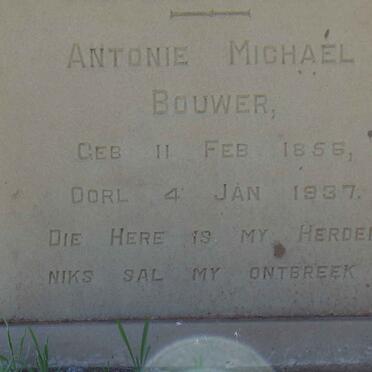 ANTONIE MICHAËL
BOUWER,
GEB 11 FEB 1856,
OORL 4 JAN 1937.
DIE HERE IS MY HERDER
NIKS SAL MY ONTBREEK